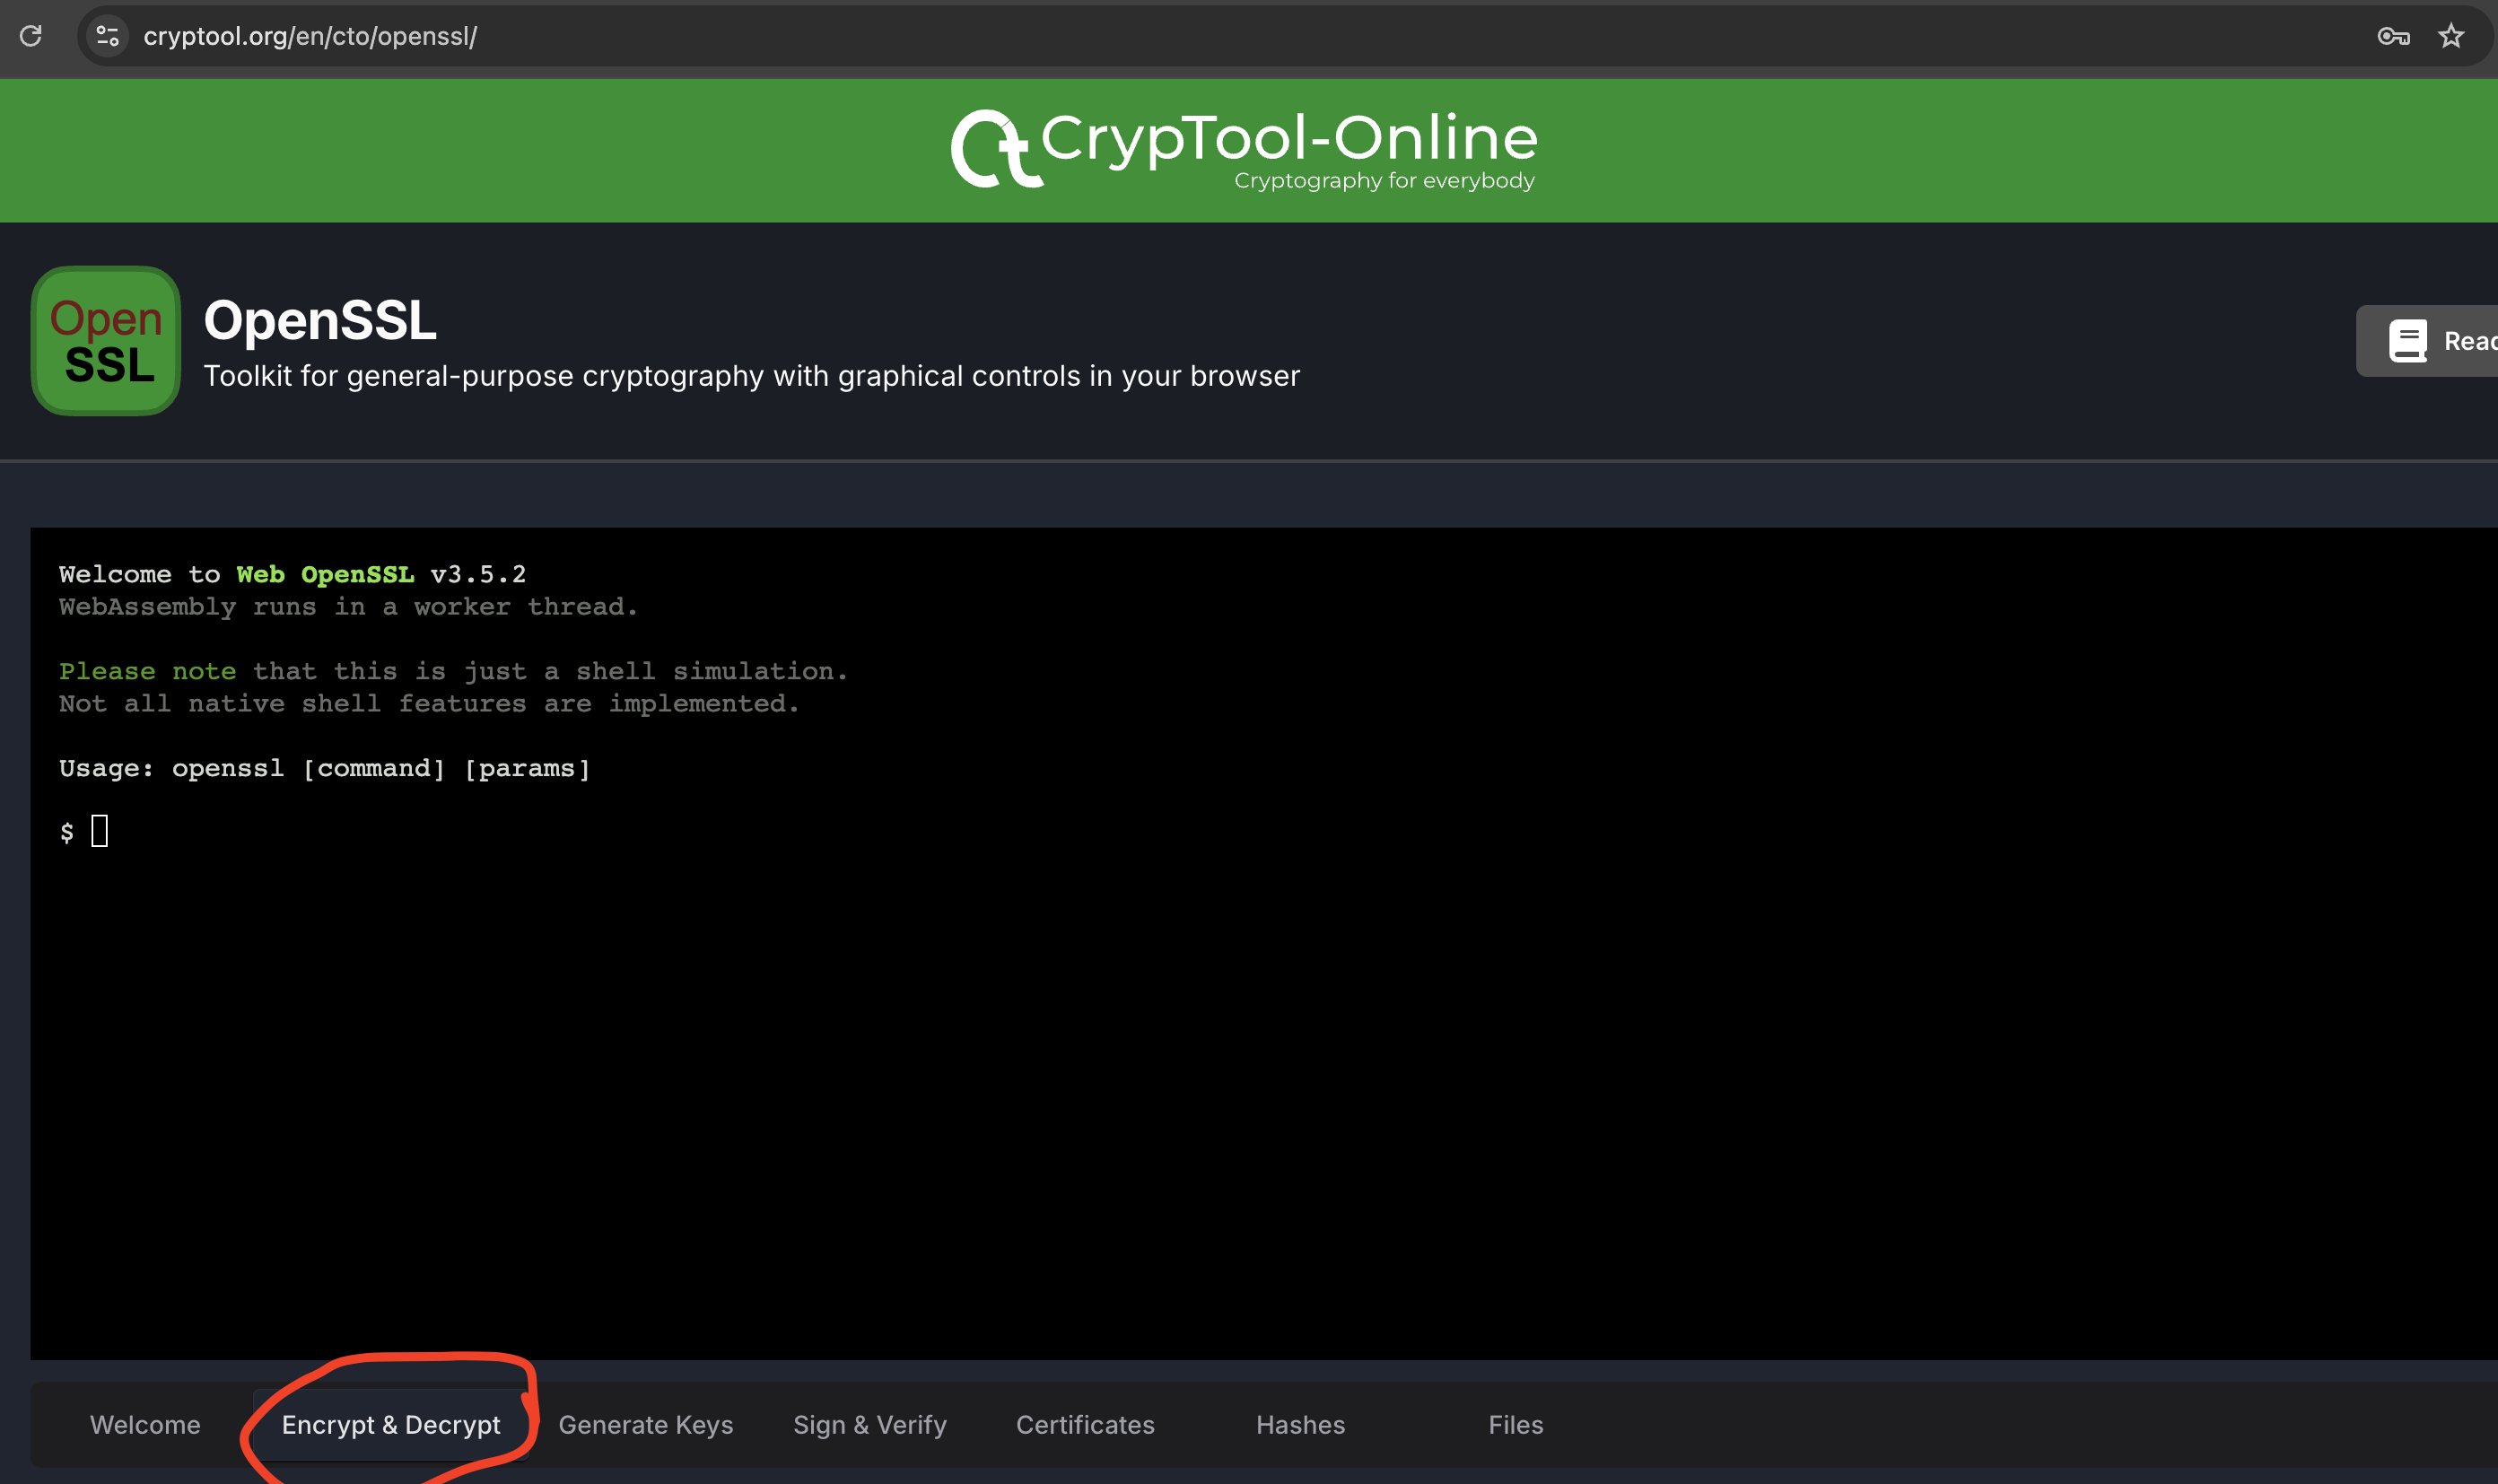 cryptool.org/en/cto/openssl/
CrypTool-Online
Cryptography for everybody
Open
SSL
OpenSSL
Toolkit for general-purpose cryptography with graphical controls in your browser
Welcome to Web OpenSSL v3.5.2
WebAssembly runs in a worker thread.
Please note that this is just a shell simulation.
Not all native shell features are implemented.
Usage: openssl [command] [params]
$
Welcome Encrypt & Decrypt Generate Keys Sign & Verify Certificates Hashes Files